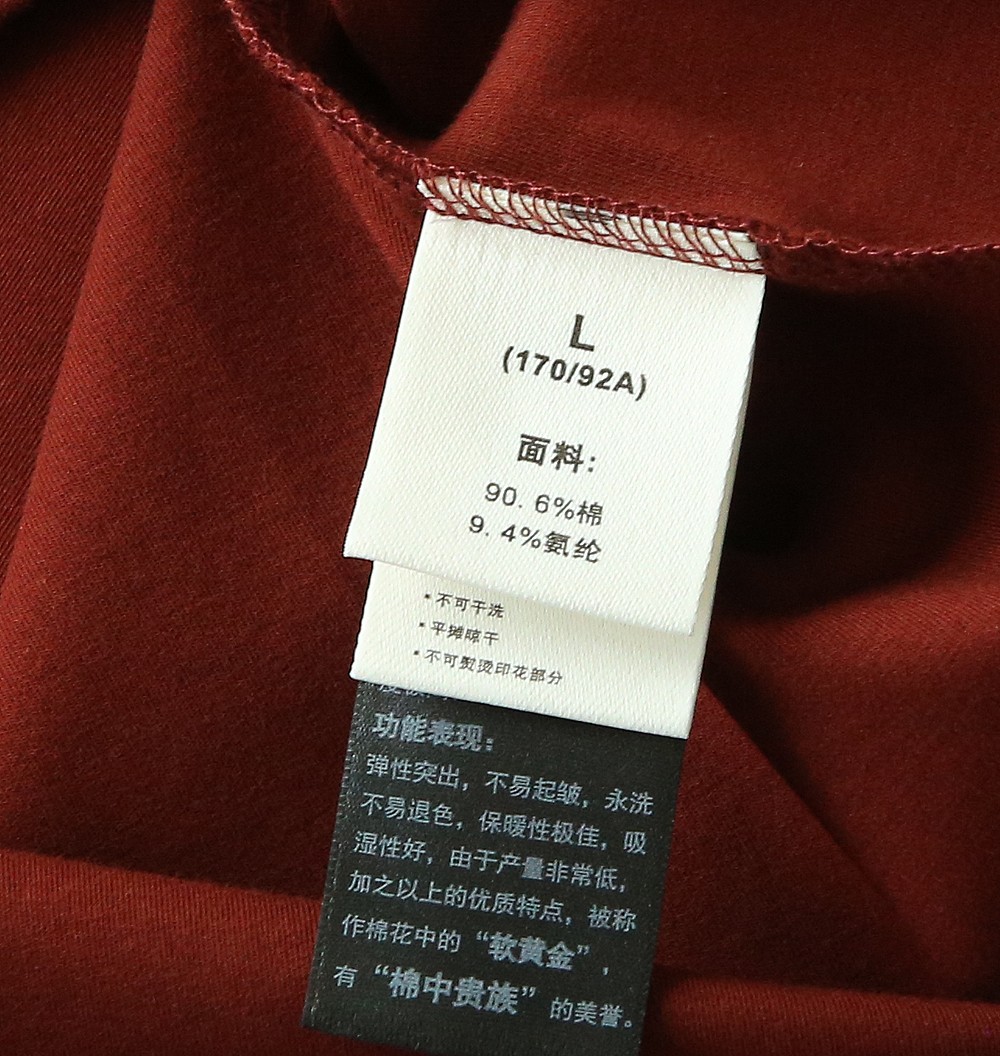 L
(170/92A)
面料:
90.6%棉
9.4%氨纶
·不可干洗
·平摊晾干
·不可熨烫印花部分
功能表现:
弹性突出，不易起皱，永洗
不易退色，保暖性极佳，吸
湿性好，由于产量非常低，
加之以上的优质特点，被称
作棉花中的“软黄金”，
有“棉中贵族”的美誉。